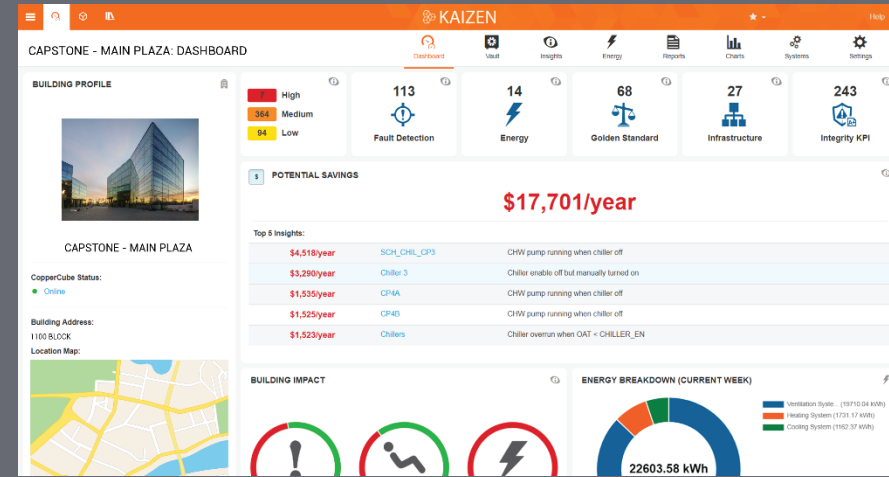 KAIZEN
Help
CAPSTONE - MAIN PLAZA: DASHBOARD
Dashboard
Vault
Insights
Energy
Reports
Charts
Systems
Settings
BUILDING PROFILE
CAPSTONE - MAIN PLAZA
CopperCube Status:
Online
Building Address:
1100 BLOCK
Location Map:
7 High
364 Medium
94 Low
113
Fault Detection
14
Energy
68
Golden Standard
27
Infrastructure
243
Integrity KPI
$ POTENTIAL SAVINGS
$17,701/year
Top 5 Insights:
$4,518/year SCH_CHIL_CP3 CHW pump running when chiller off
$3,290/year Chiller 3 Chiller enable off but manually turned on
$1,535/year CP4A CHW pump running when chiller off
$1,525/year CP4B CHW pump running when chiller off
$1,523/year Chillers Chiller overrun when OAT < CHILLER_EN
BUILDING IMPACT
ENERGY BREAKDOWN (CURRENT WEEK)
Ventilation Syste... (19710.04 kWh)
Heating System (1731.17 kWh)
Cooling System (1162.37 kWh)
22603.58 kWh